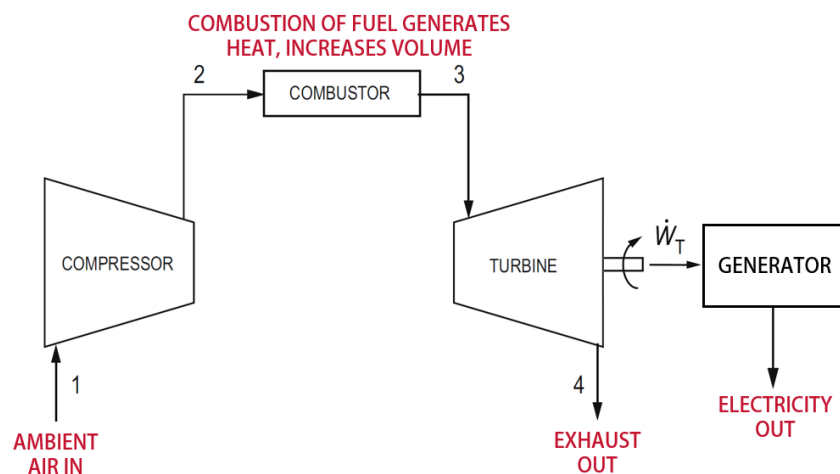 COMBUSTION OF FUEL GENERATES
HEAT, INCREASES VOLUME
2
3
COMBUSTOR
COMPRESSOR
TURBINE
ẆT
GENERATOR
1
4
AMBIENT
AIR IN
EXHAUST
OUT
ELECTRICITY
OUT